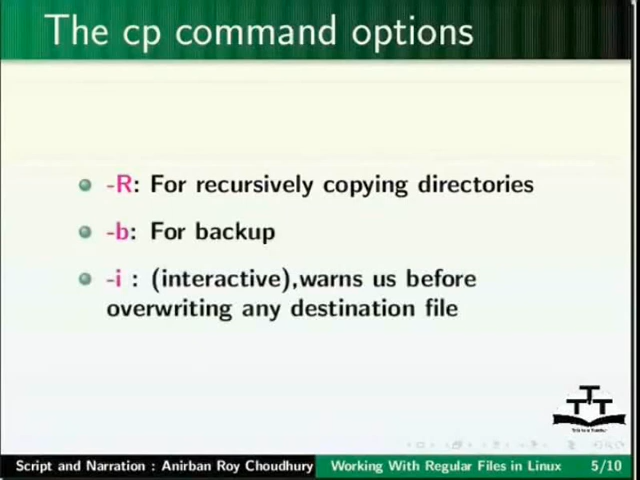 The cp command options
-R: For recursively copying directories
-b: For backup
-i : (interactive),warns us before
overwriting any destination file
TTT
Script and Narration : Anirban Roy Choudhury Working With Regular Files in Linux 5/10